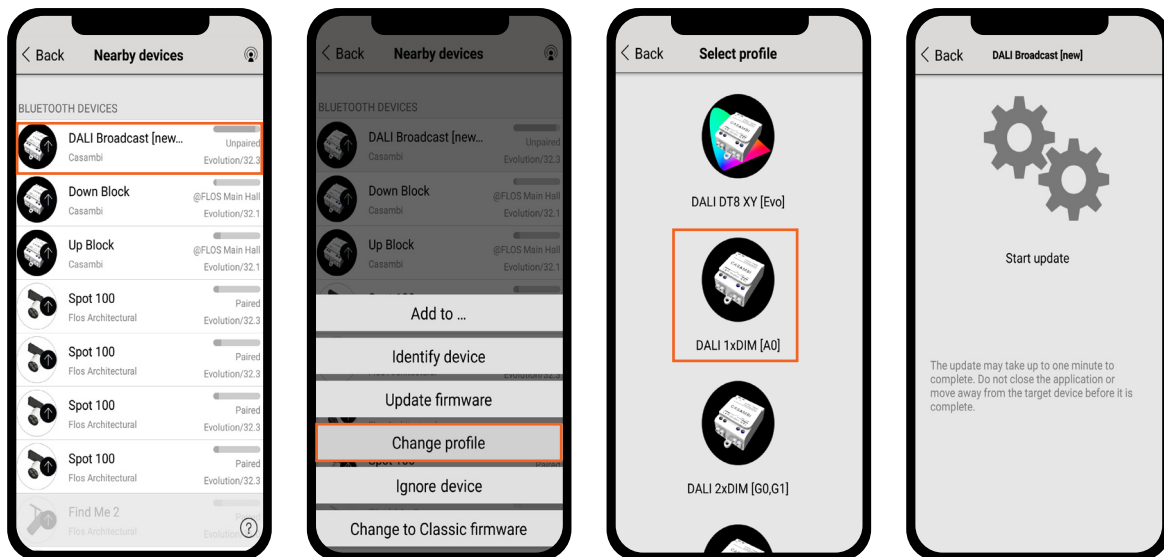 < Back Nearby devices
BLUETOOTH DEVICES
DALI Broadcast [new...
Unpaired
Casambi
Evolution/32.3
Down Block
@FLOS Main Hall
Casambi
Evolution/32.1
Up Block
@FLOS Main Hall
Casambi
Evolution/32.1
Spot 100
Paired
Flos Architectural
Evolution/32.3
Spot 100
Paired
Flos Architectural
Evolution/32.3
Spot 100
Paired
Flos Architectural
Evolution/32.3
Spot 100
Paired
Flos Architectural
Evolution/32.3
Find Me 2
Flos Architectural
?
< Back Nearby devices
BLUETOOTH DEVICES
DALI Broadcast [new...
Unpaired
Casambi
Evolution/32.3
Down Block
@FLOS Main Hall
Casambi
Evolution/32.1
Up Block
@FLOS Main Hall
Casambi
Evolution/32.1
Add to ...
Identify device
Update firmware
Change profile
Ignore device
Change to Classic firmware
< Back Select profile
DALI DT8 XY [Evo]
CASAMBI
DALI 1xDIM [A0]
DALI 2xDIM [G0,G1]
< Back DALI Broadcast [new]
Start update
The update may take up to one minute to
complete. Do not close the application or
move away from the target device before it is
complete.